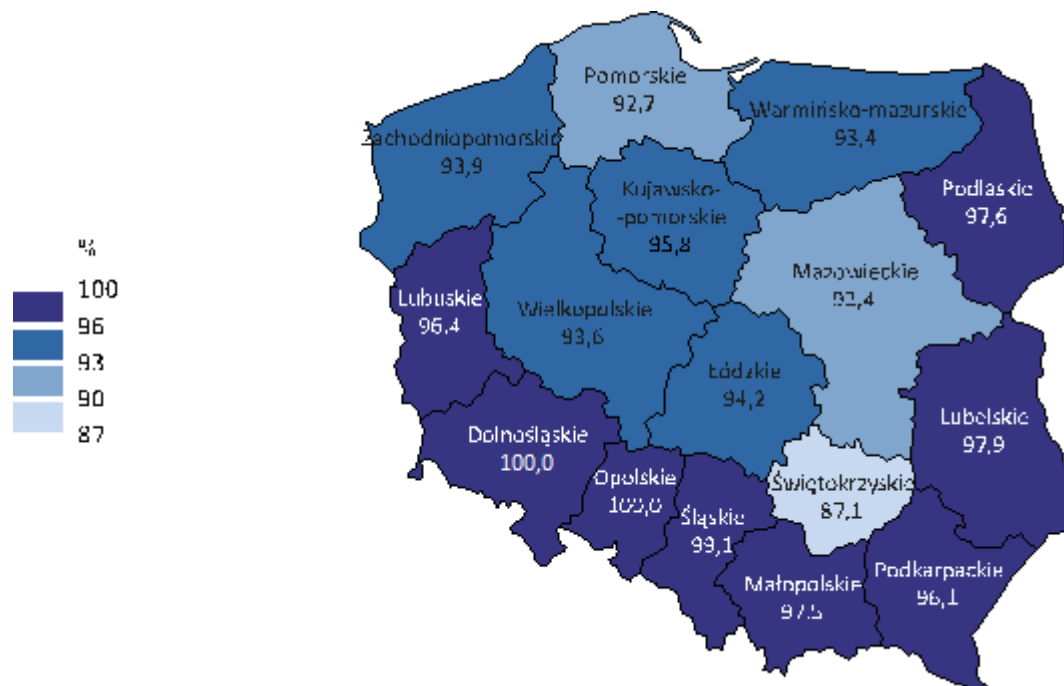 Pomorskie
92,7
Warmińsko-mazurskie
93,4
Zachodniopomorskie
93,9
Kujawsko-
-pomorskie
95,8
Podlaskie
97,6
%
100
96
93
90
87
Lubuskie
96,4
Wielkopolskie
93,6
Mazowieckie
92,4
Łódzkie
94,2
Dolnośląskie
100,0
Opolskie
100,0
Śląskie
99,1
Świętokrzyskie
87,1
Lubelskie
97,9
Małopolskie
97,5
Podkarpackie
96,1